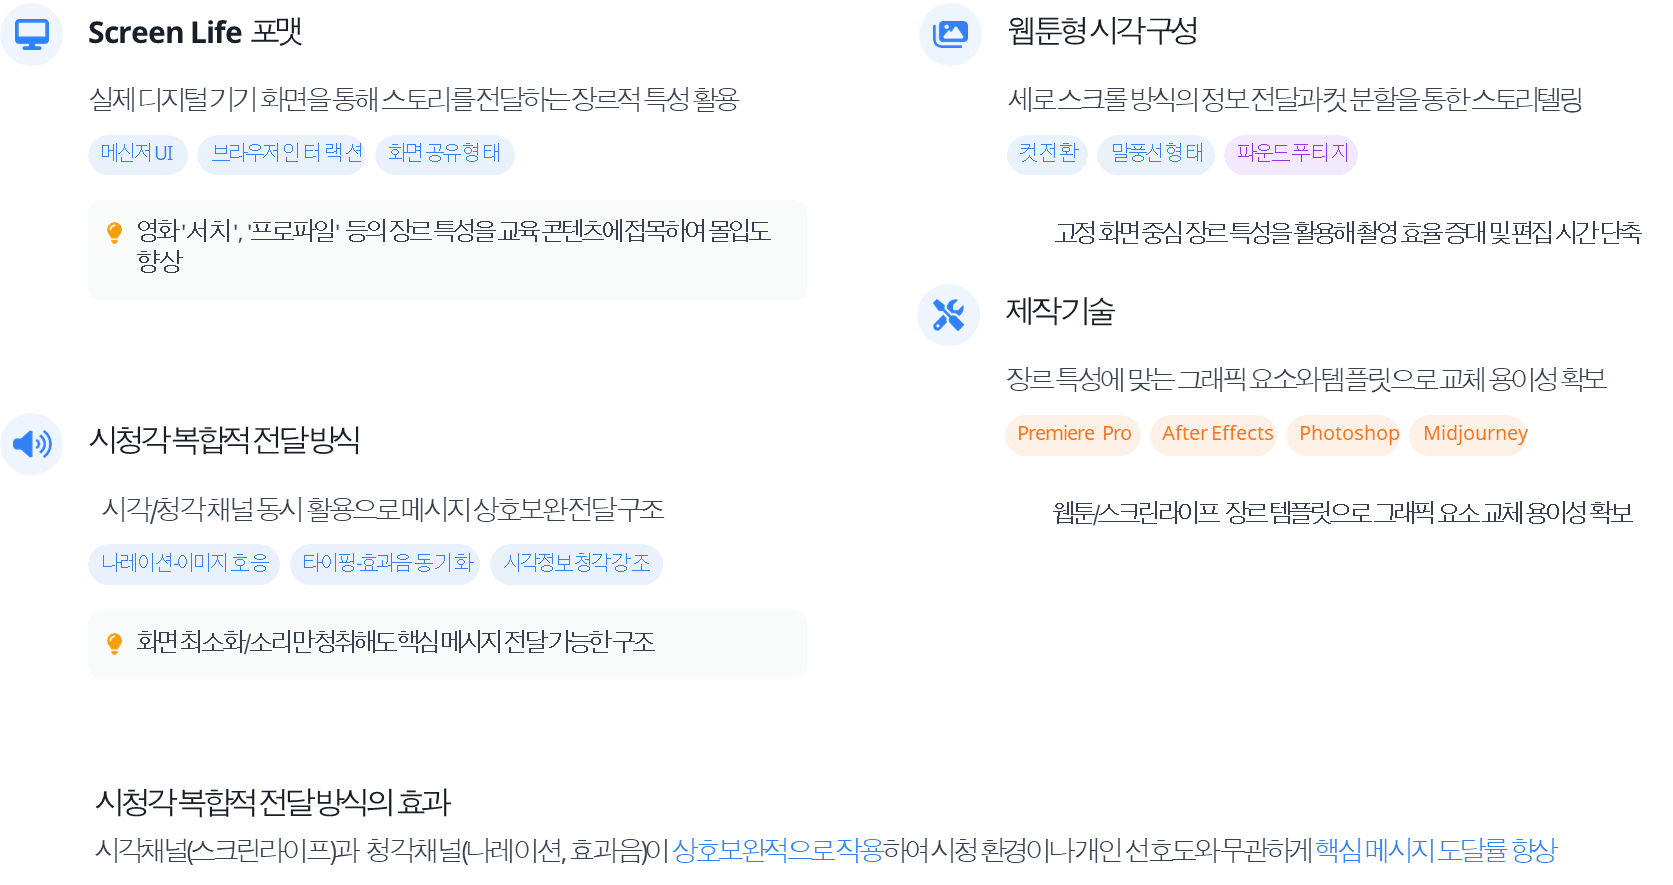 Screen Life 포맷
실제 디지털 기기 화면을 통해 스토리를 전달하는 장르적 특성 활용
메신저 UI
브라우저 인터랙션
화면 공유 형태
영화 '서치', '프로파일' 등의 장르 특성을 교육 콘텐츠에 접목하여 몰입도
향상
시청각 복합적 전달 방식
시각/청각 채널 동시 활용으로 메시지 상호보완 전달 구조
나레이션-이미지 호응
타이핑-효과음 동기화
시각정보 청각 강조
화면 최소화/소리만 청취해도 핵심 메시지 전달 가능한 구조
웹툰형 시각 구성
세로 스크롤 방식의 정보 전달과 컷 분할을 통한 스토리텔링
컷 전환
말풍선 형태
파운드 푸티지
고정 화면 중심 장르 특성을 활용해 촬영 효율 증대 및 편집 시간 단축
제작 기술
장르 특성에 맞는 그래픽 요소와 템플릿으로 교체 용이성 확보
Premiere Pro
After Effects
Photoshop
Midjourney
웹툰/스크린라이프 장르 템플릿으로 그래픽 요소 교체 용이성 확보
시청각 복합적 전달 방식의 효과
시각채널(스크린라이프)과 청각채널(나레이션, 효과음)이 상호보완적으로 작용하여 시청 환경이나 개인 선호도와 무관하게 핵심 메시지 도달률 향상